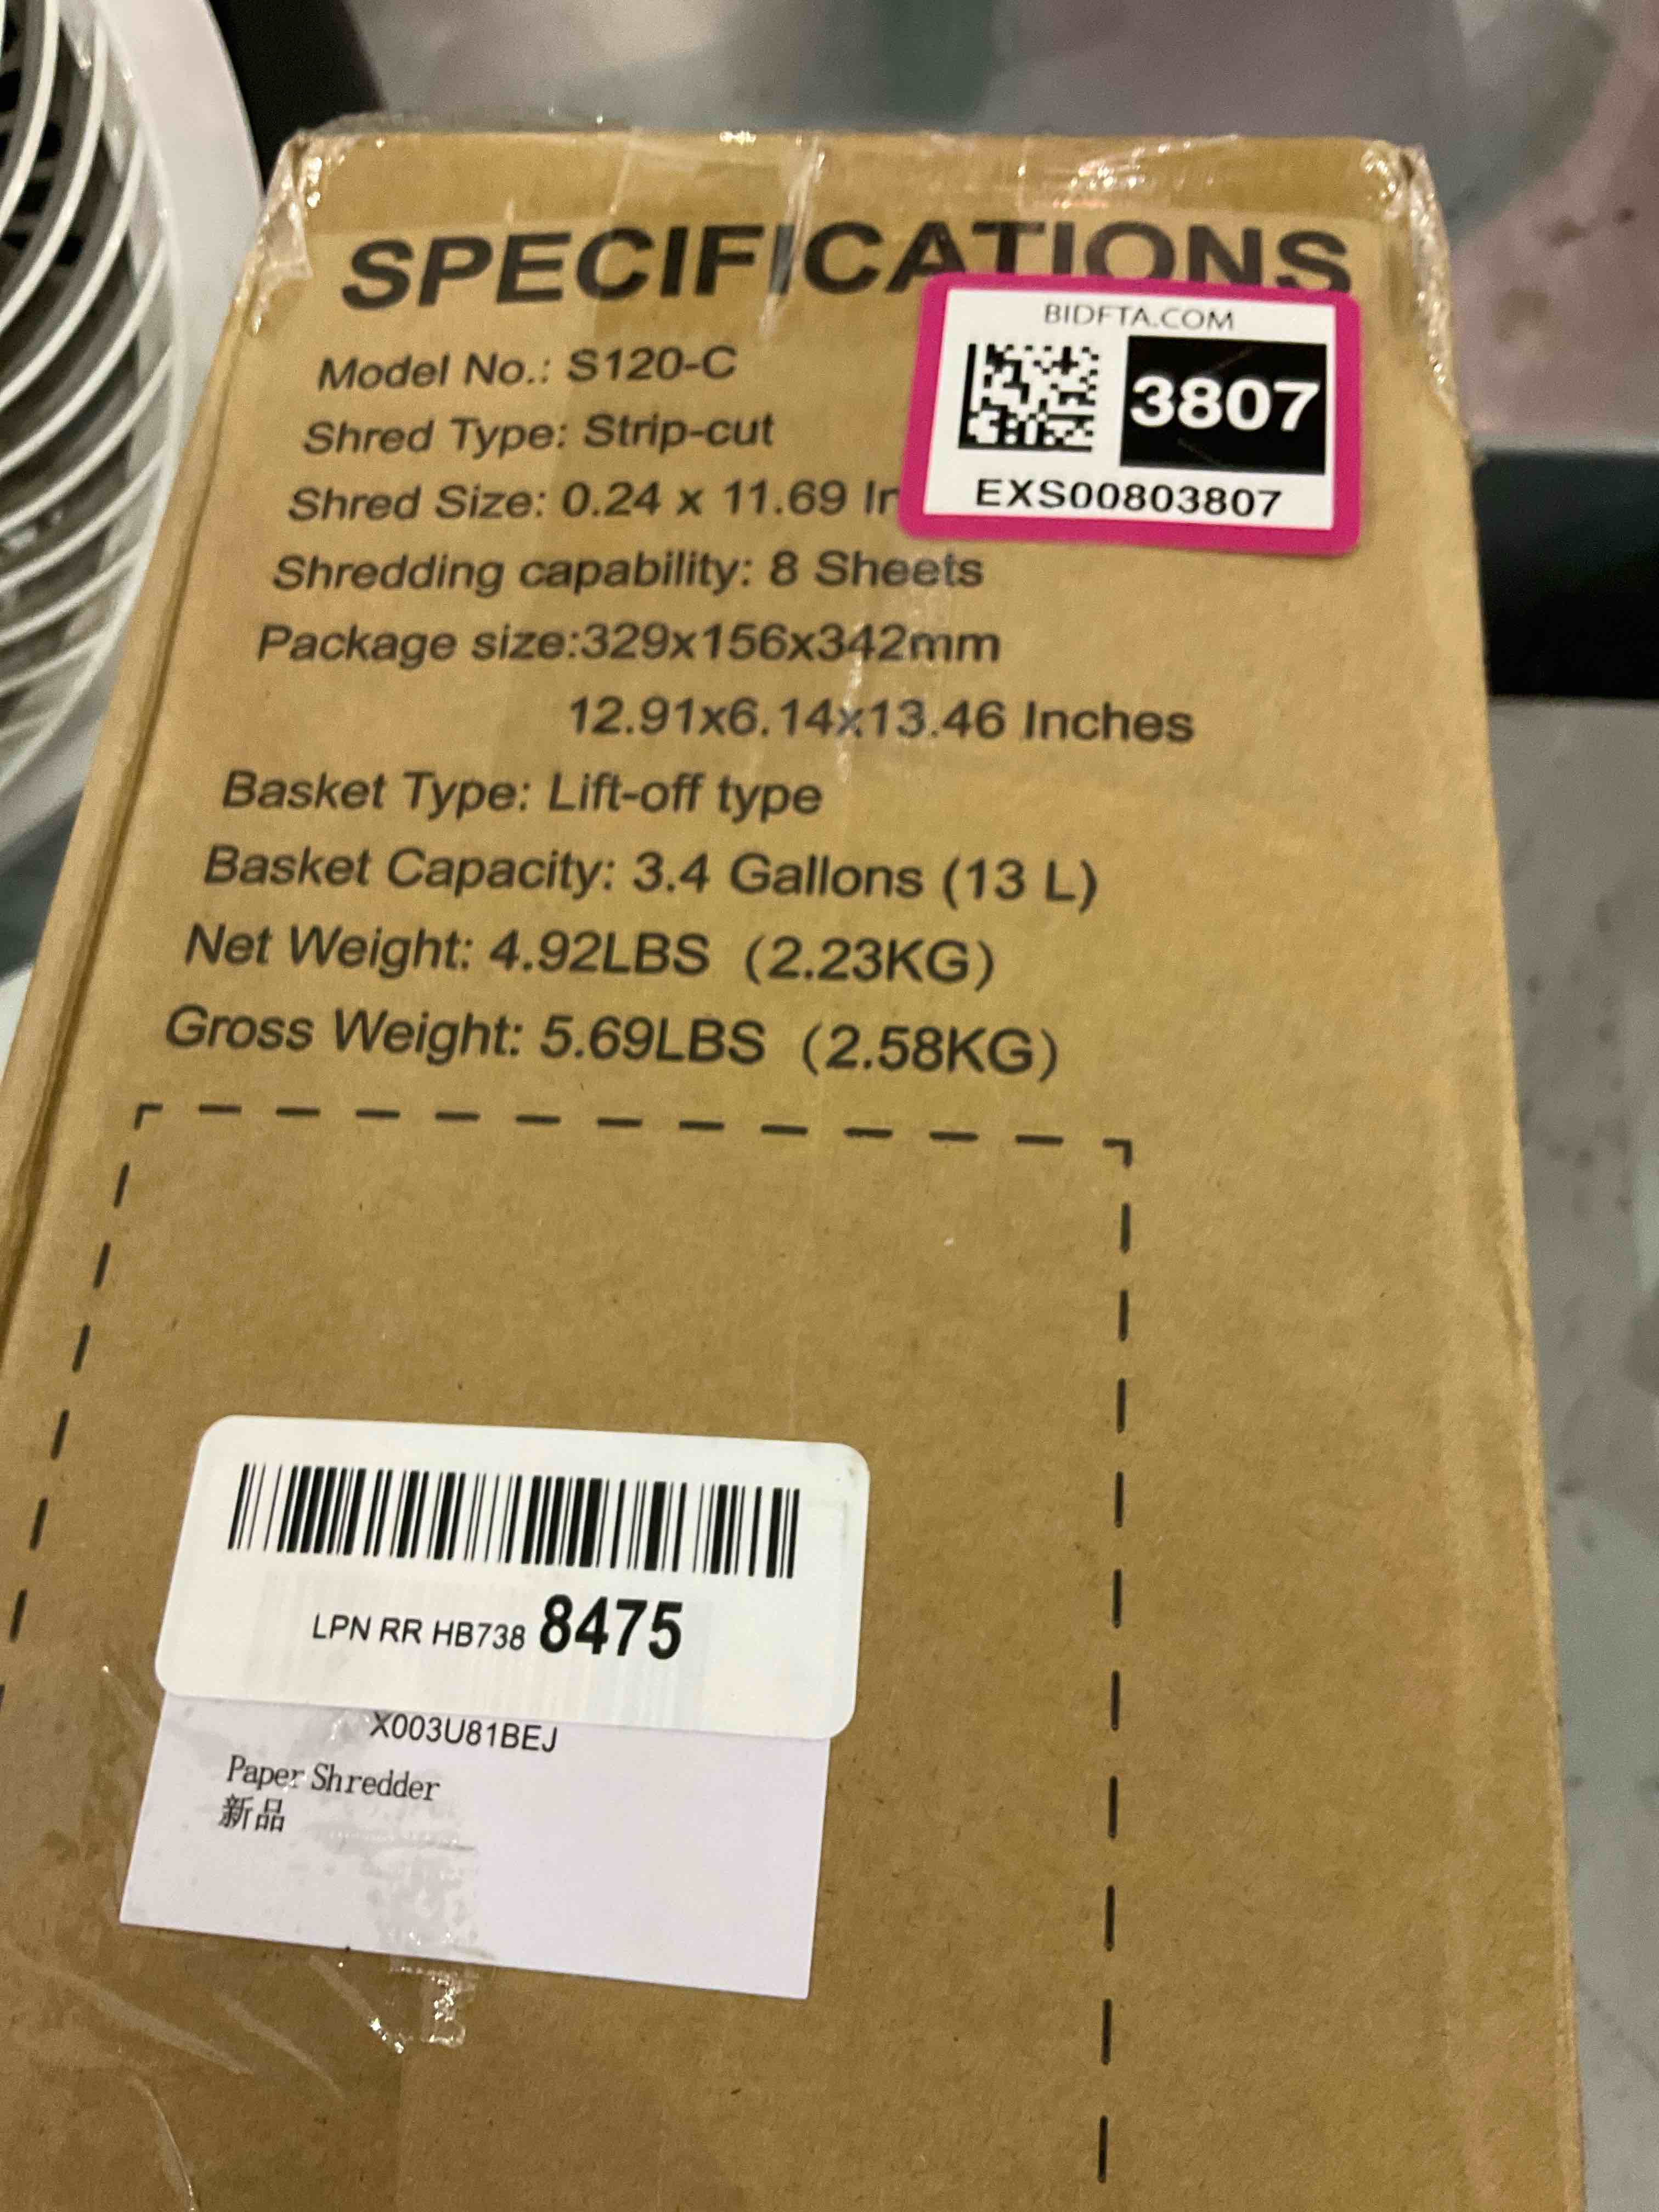 SPECIFICATIONS
BIDFTA.COM
3807
EXS00803807
Model No.: S120-C
Shred Type: Strip-cut
Shred Size: 0.24 x 11.69 In
Shredding capability: 8 Sheets
Package size:329x156x342mm
12.91x6.14x13.46 Inches
Basket Type: Lift-off type
Basket Capacity: 3.4 Gallons (13 L)
Net Weight: 4.92LBS (2.23KG)
Gross Weight: 5.69LBS (2.58KG)
LPN RR HB738 8475
X003U81BEJ
Paper Shredder
新品